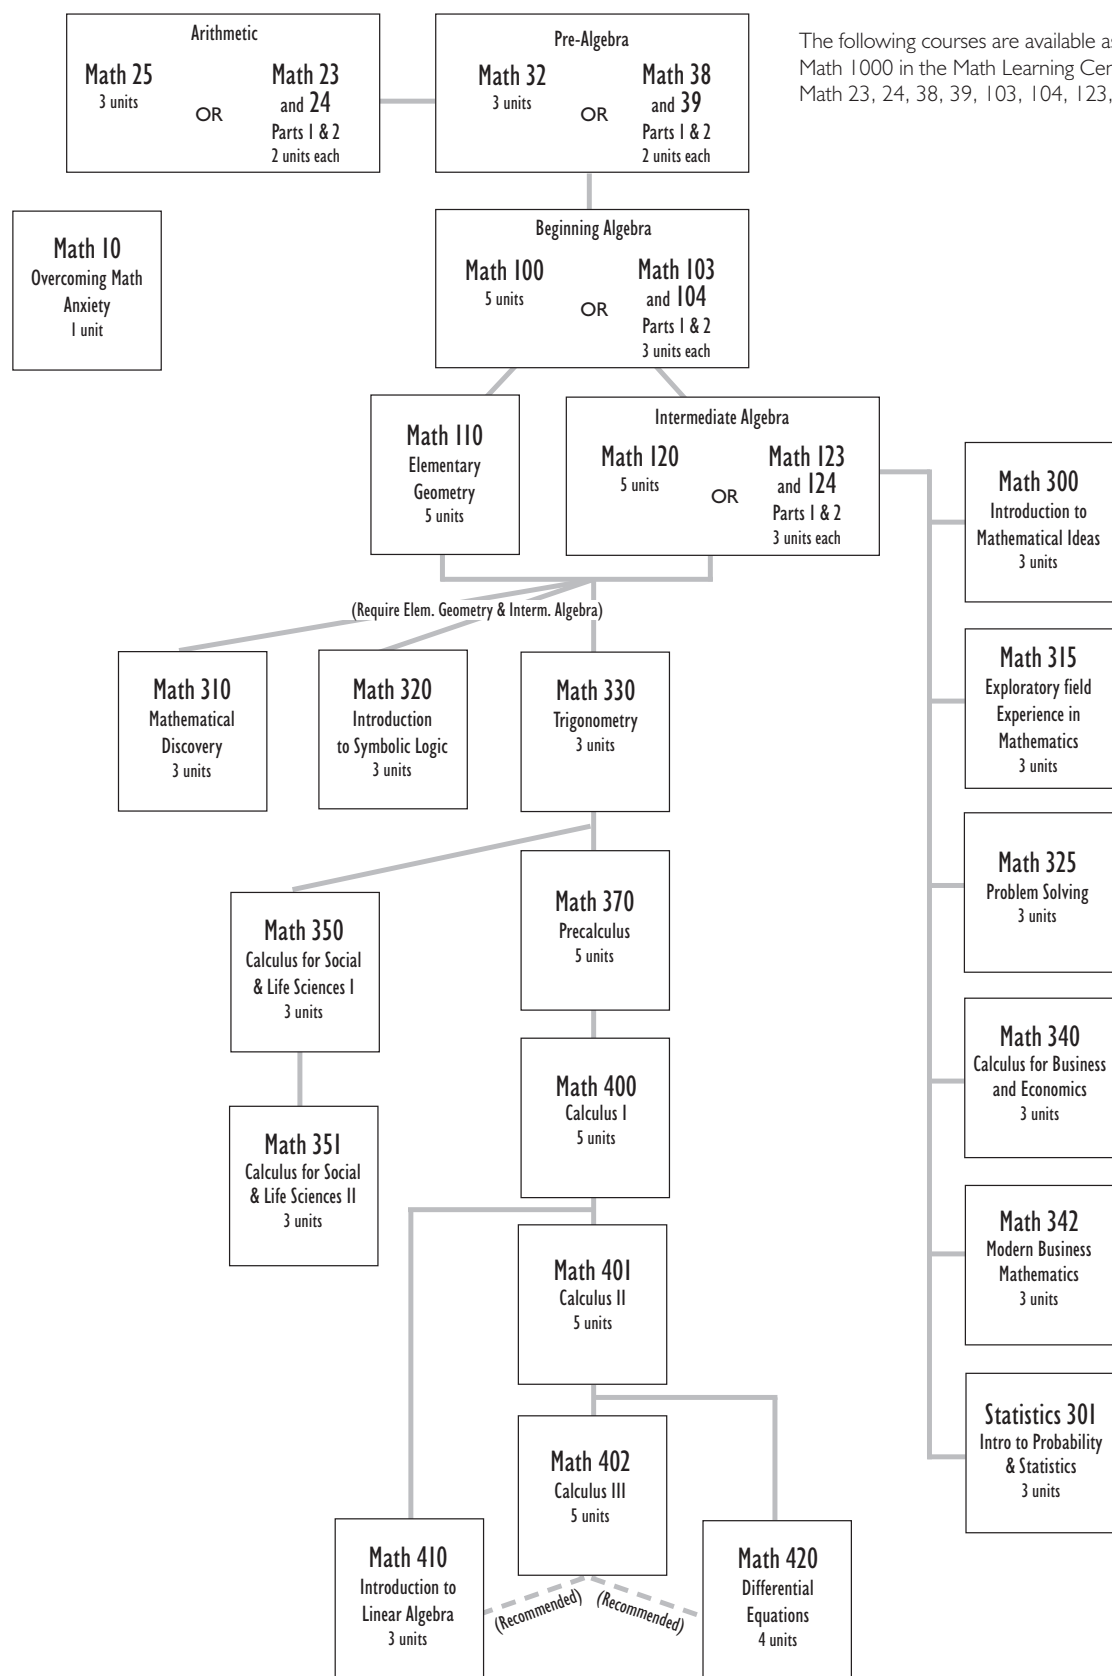 Arithmetic
Math 25
3 units
OR
Math 23
and 24
Parts 1 & 2
2 units each
Pre-Algebra
Math 32
3 units
OR
Math 38
and 39
Parts 1 & 2
2 units each
The following courses are available as
Math 1000 in the Math Learning Cen
Math 23, 24, 38, 39, 103, 104, 123,
Math 10
Overcoming Math
Anxiety
1 unit
Beginning Algebra
Math 100
5 units
OR
Math 103
and 104
Parts 1 & 2
3 units each
Math 110
Elementary
Geometry
5 units
Intermediate Algebra
Math 120
5 units
OR
Math 123
and 124
Parts 1 & 2
3 units each
Math 300
Introduction to
Mathematical Ideas
3 units
(Require Elem. Geometry & Interm. Algebra)
Math 310
Mathematical
Discovery
3 units
Math 320
Introduction
to Symbolic Logic
3 units
Math 330
Trigonometry
3 units
Math 315
Exploratory field
Experience in
Mathematics
3 units
Math 325
Problem Solving
3 units
Math 350
Calculus for Social
& Life Sciences I
3 units
Math 370
Precalculus
5 units
Math 340
Calculus for Business
and Economics
3 units
Math 400
Calculus I
5 units
Math 351
Calculus for Social
& Life Sciences II
3 units
Math 342
Modern Business
Mathematics
3 units
Math 401
Calculus II
5 units
Statistics 301
Intro to Probability
& Statistics
3 units
Math 402
Calculus III
5 units
Math 410
Introduction to
Linear Algebra
3 units
(Recommended)
(Recommended)
Math 420
Differential
Equations
4 units